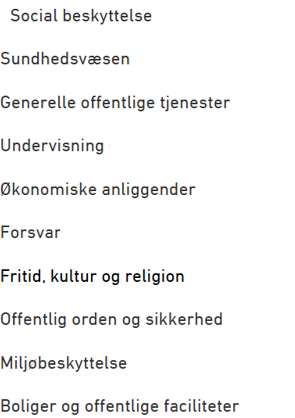 Social beskyttelse
Sundhedsvæsen
Generelle offentlige tjenester
Undervisning
Økonomiske anliggender
Forsvar
Fritid, kultur og religion
Offentlig orden og sikkerhed
Miljøbeskyttelse
Boliger og offentlige faciliteter